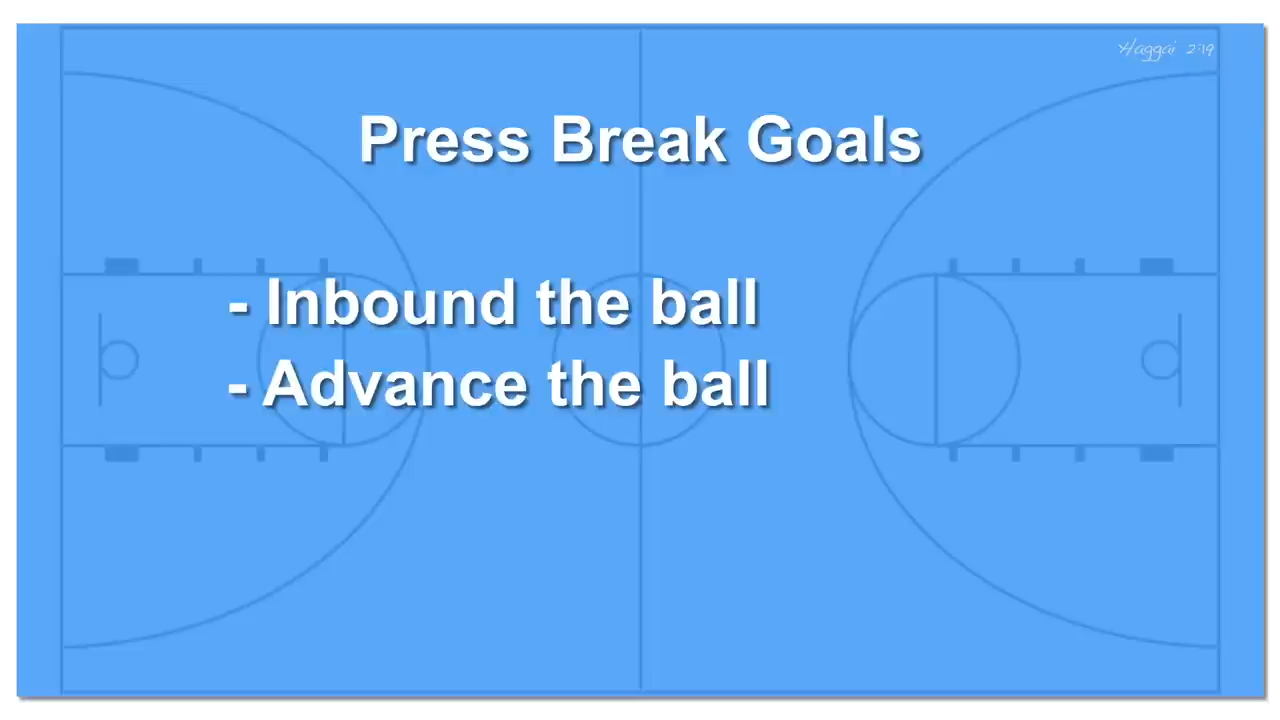 Haggai 2:19
Press Break Goals
- Inbound the ball
- Advance the ball